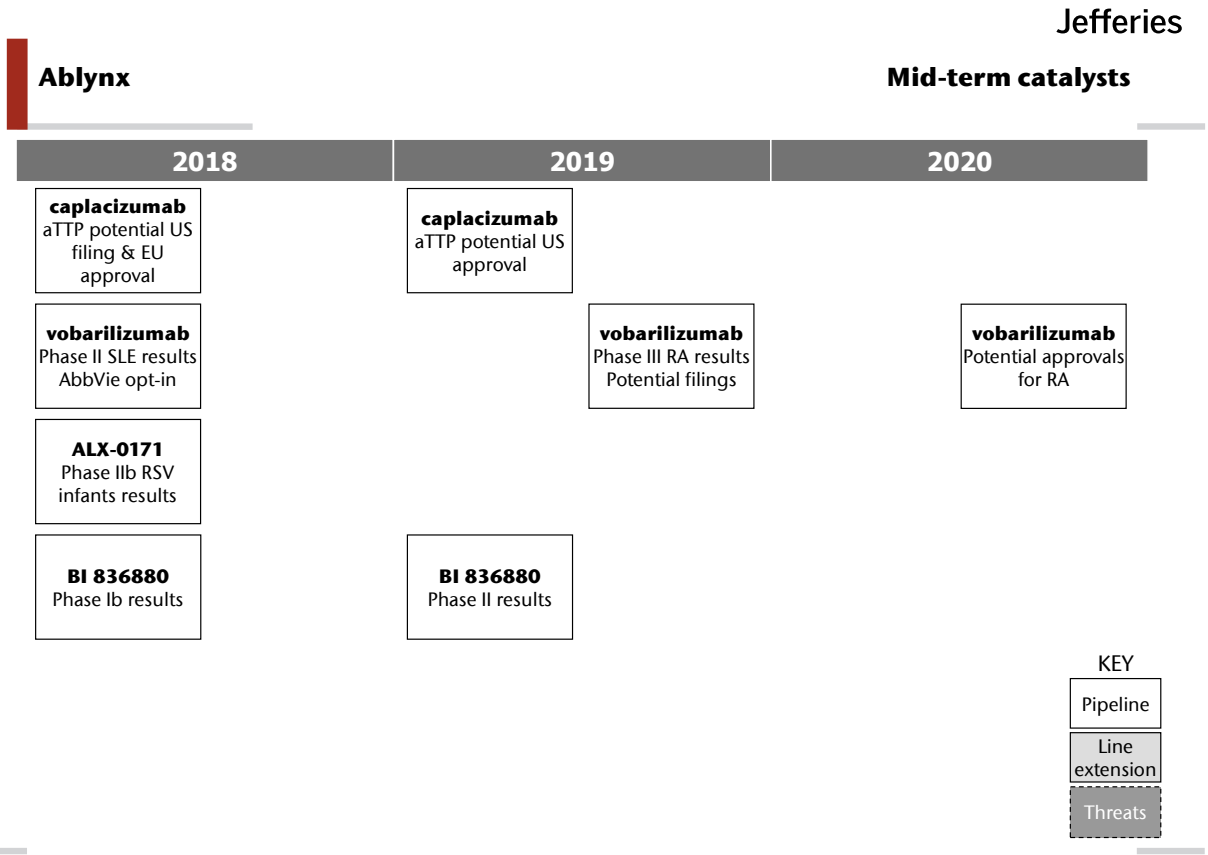 Jefferies
Ablynx
Mid-term catalysts
2018
2019
2020
caplacizumab
aTTP potential US
filing & EU
approval
caplacizumab
aTTP potential US
approval
vobarilizumab
Phase II SLE results
AbbVie opt-in
vobarilizumab
Phase III RA results
Potential filings
vobarilizumab
Potential approvals
for RA
ALX-0171
Phase IIb RSV
infants results
BI 836880
Phase Ib results
BI 836880
Phase II results
KEY
Pipeline
Line
extension
Threats